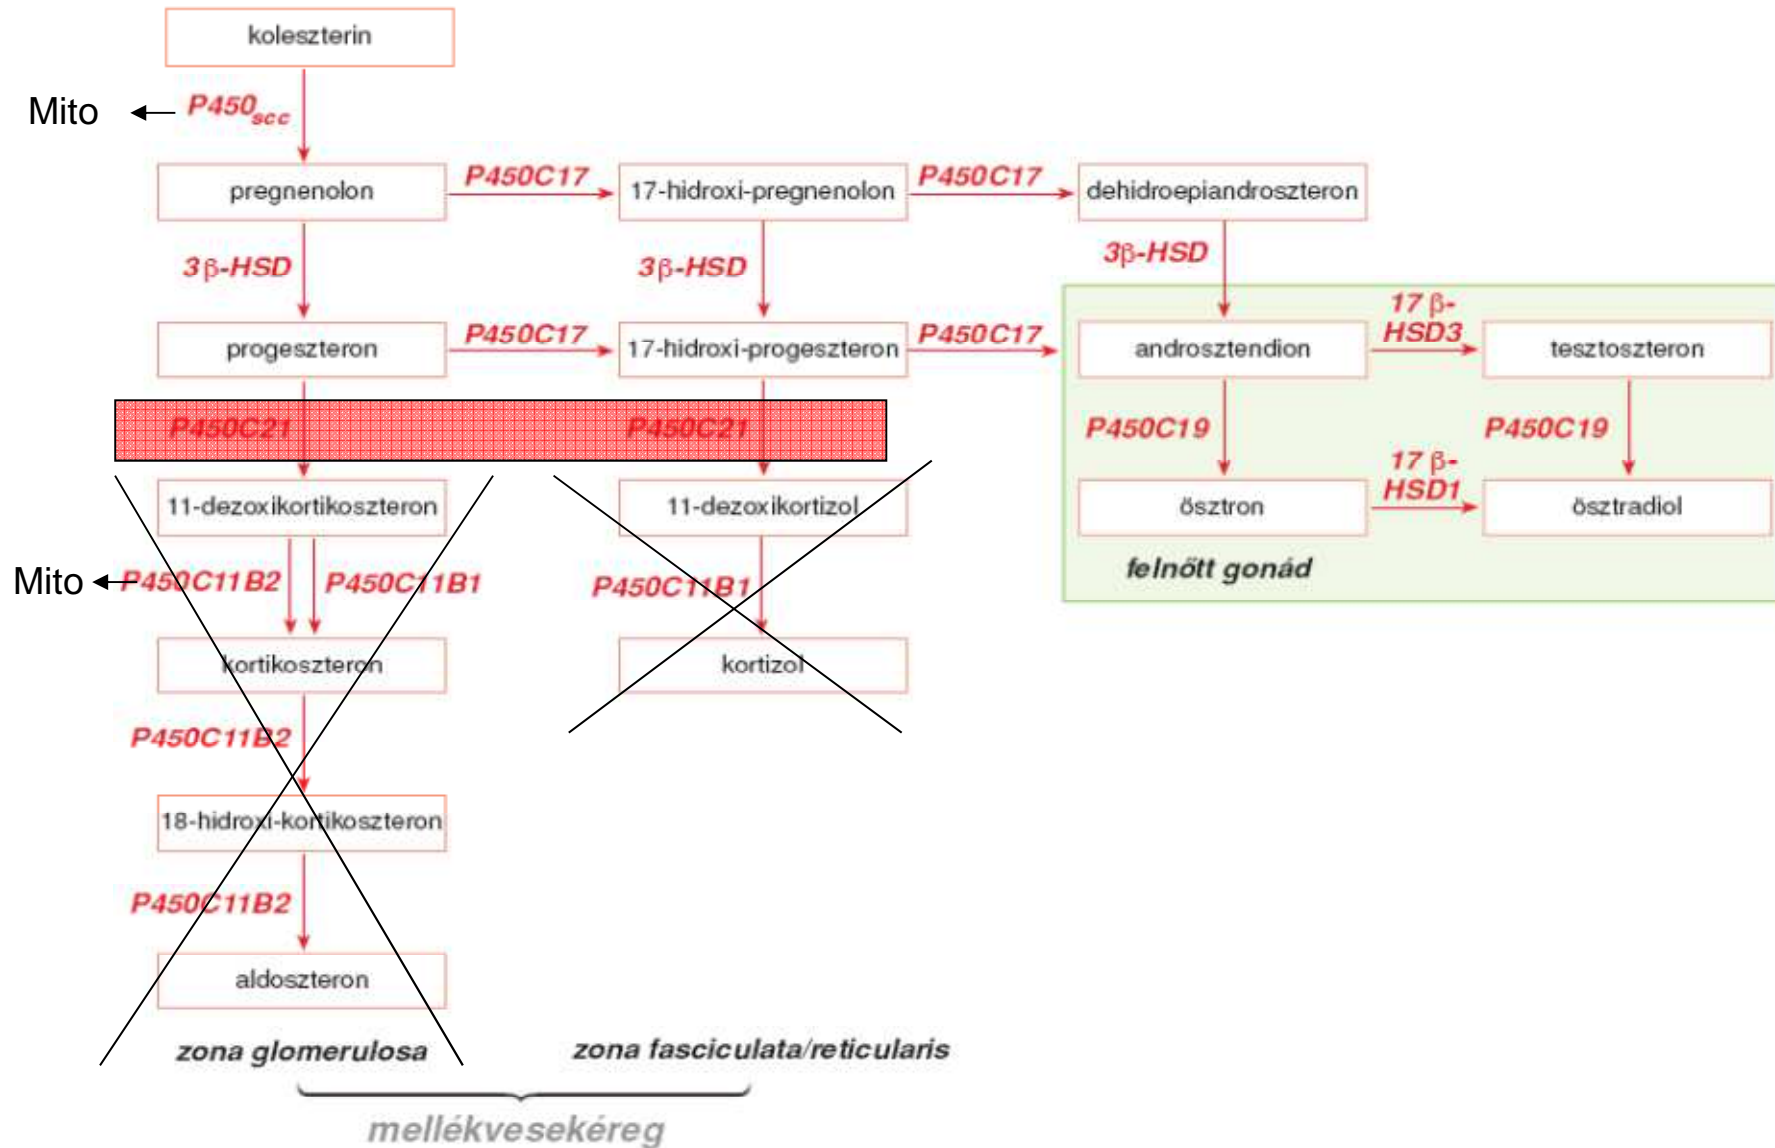 koleszterin
Mito
P450scc
pregnenolon
P450C17
17-hidroxi-pregnenolon
P450C17
dehidroepiandroszteron
3β-HSD
3β-HSD
3β-HSD
progeszteron
P450C17
17-hidroxi-progeszteron
P450C17
androsztendion
17 β-
HSD3
tesztoszteron
P450C21
P450C21
P450C19
P450C19
11-dezoxikortikoszteron
11-dezoxikortizol
ösztron
17 β-
HSD1
ösztradiol
Mito
P450C11B2
P450C11B1
P450C11B1
felnőtt gonád
kortikoszteron
kortizol
P450C11B2
18-hidroxi-kortikoszteron
P450C11B2
aldoszteron
zona glomerulosa
zona fasciculata/reticularis
mellékvesekéreg